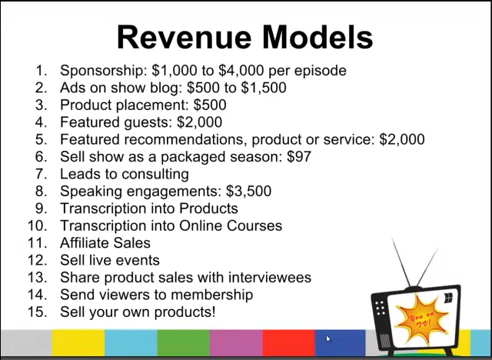 Revenue Models
1. Sponsorship: $1,000 to $4,000 per episode
2. Ads on show blog: $500 to $1,500
3. Product placement: $500
4. Featured guests: $2,000
5. Featured recommendations, product or service: $2,000
6. Sell show as a packaged season: $97
7. Leads to consulting
8. Speaking engagements: $3,500
9. Transcription into Products
10. Transcription into Online Courses
11. Affiliate Sales
12. Sell live events
13. Share product sales with interviewees
14. Send viewers to membership
15. Sell your own products!
You on
TV!